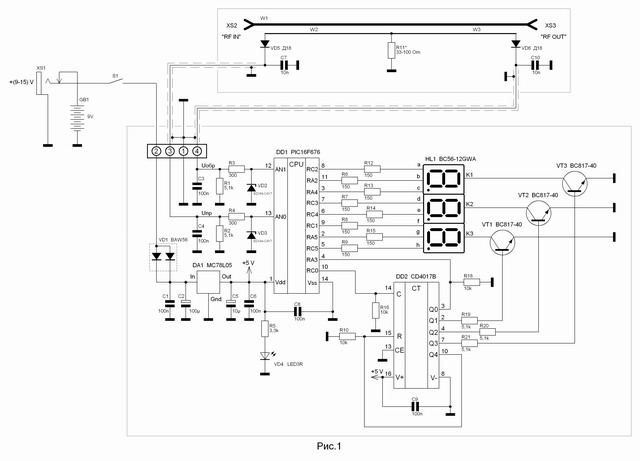 W1
XS2
XS3
"RF IN"
W2
W3
"RF OUT"
VD5 Д18
R11*
33-100 Om
VD6 Д18
C7
10n
C10
10n
XS1
+(9-15) V
S1
GB1
9V
2 3 1 4
DD1 PIC16F676
CPU
HL1 BC56-12GWA
VT3 BC817-40
VT2 BC817-40
VT1 BC817-40
Uобр
R3
300
12 AN1
C3
100n
R1
5,1k
VD2
Uпр
R4
300
13 AN0
C4
100n
R2
5,1k
VD3
RC2 8 R12 150 a
RA2 11 R6 150 b
RA4 3 R13 150 c
RC3 7 R7 150 d
RC4 6 R14 150 e
RC1 9 R8 150 f
RA5 2 R15 150 g
RC5 5 R9 150 h
RA3 4
RC0 10
Vss 14
1 Vdd
K1
K2
K3
VD1 BAW56
DA1 MC78L05
In
Out
Gnd
+5 V
C1
100n
C2
100µ
C5
10µ
C6
100n
C8
100n
R5
3,3k
VD4 LED3R
R10
10k
R16
10k
R18
10k
DD2 CD4017B
CT
14 C
15 R
13 CE
16 V+
+5 V
Q0 3
Q1 2
Q2 4
Q3 7
Q4 10
V- 8
R19
5,1k
R20
5,1k
R21
5,1k
C9
100n
Рис.1